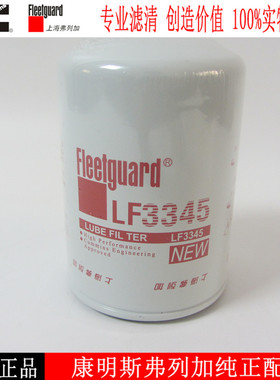 Fleetguard®
上海弗列加
专业滤清 创造价值 100%实物
Fleetguard®
LF3345
LUBE FILTER
LF3345
High Performance
Cummins Engineering
Approved
NEW
正品
康明斯弗列加纯正配